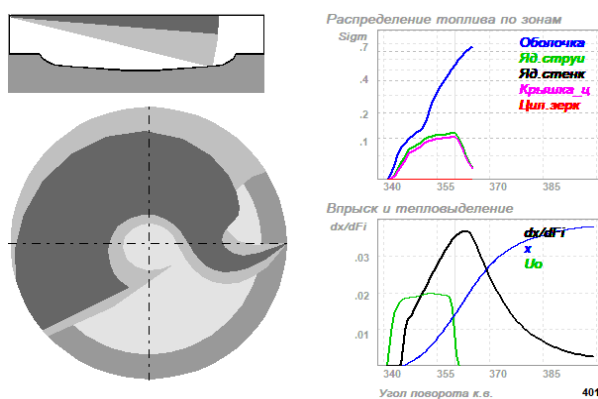 Распределение топлива по зонам
Sigm
.7
.4
.2
.1
Оболочка
Яд.струи
Яд.стенк
Крышка_ц
Цил.зерк
340 355 370 385
Впрыск и тепловыделение
dx/dFi
.03
.02
.01
dx/dFi
x
Uo
340 355 370 385
Угол поворота к.в. 401